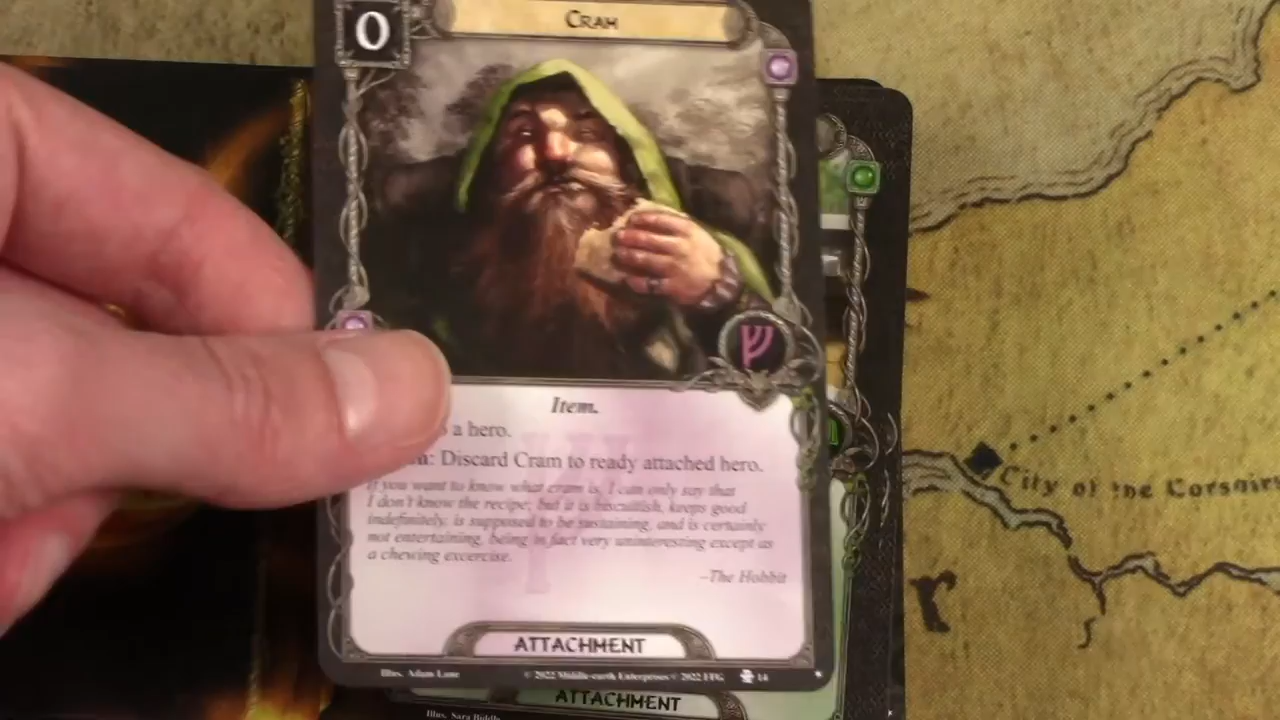 0
CRAM
Item.
a hero.
: Discard Cram to ready attached hero.
If you want to know what cram is, I can only say that
I don't know the recipe; but it is biscuitish, keeps good
indefinitely, is supposed to be sustaining, and is certainly
not entertaining, being in fact very uninteresting except as
a chewing excercise.
–The Hobbit
ATTACHMENT
Illus. Adam Lane
© 2022 Middle-earth Enterprises © 2022 FFG
14
ATTACHMENT
Illus. Sara
City of the Corsairs
r